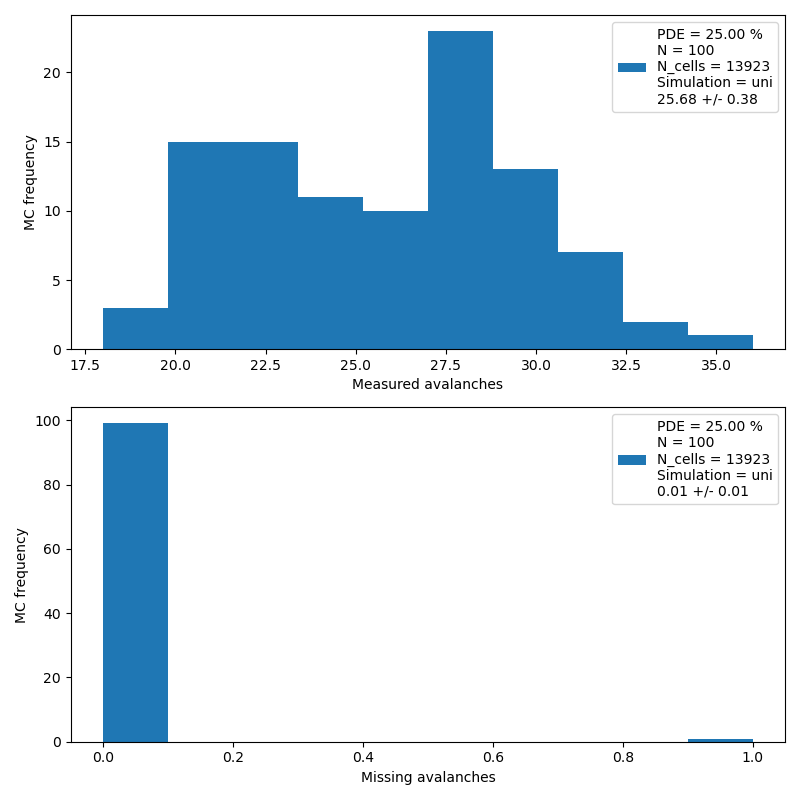 MC frequency
20
15
10
5
0
17.5 20.0 22.5 25.0 27.5 30.0 32.5 35.0
Measured avalanches
PDE = 25.00 %
N = 100
N_cells = 13923
Simulation = uni
25.68 +/- 0.38
MC frequency
100
80
60
40
20
0
0.0 0.2 0.4 0.6 0.8 1.0
Missing avalanches
PDE = 25.00 %
N = 100
N_cells = 13923
Simulation = uni
0.01 +/- 0.01